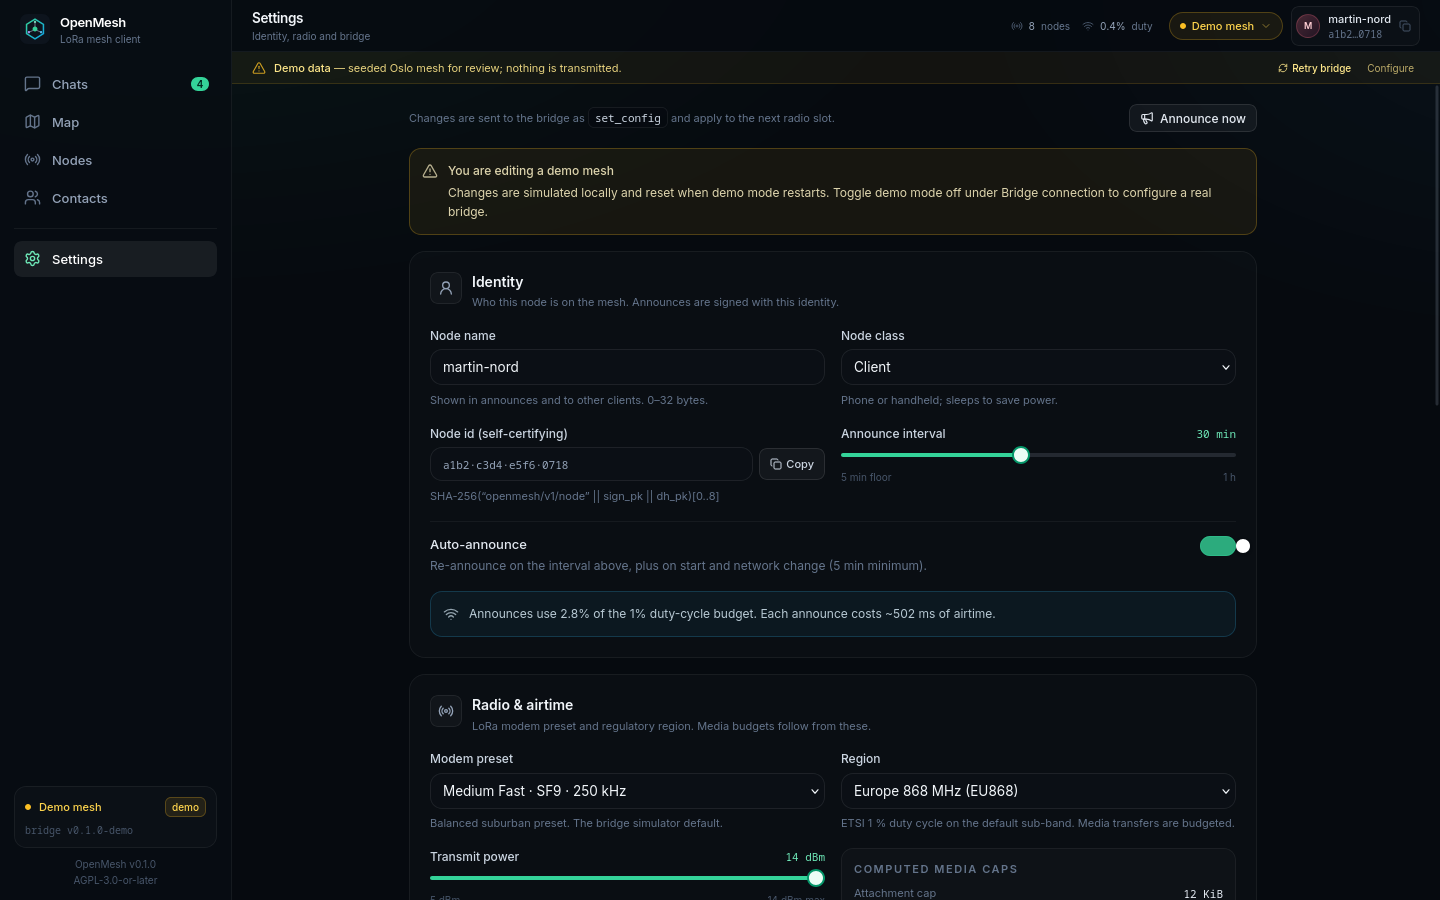 OpenMesh
LoRa mesh client
Chats
4
Map
Nodes
Contacts
Settings
Demo mesh
demo
bridge v0.1.0-demo
OpenMesh v0.1.0
AGPL-3.0-or-later
Settings
Identity, radio and bridge
8 nodes
0.4% duty
Demo mesh
M
martin-nord
a1b2…0718
Demo data — seeded Oslo mesh for review; nothing is transmitted.
Retry bridge
Configure
Changes are sent to the bridge as set_config and apply to the next radio slot.
Announce now
You are editing a demo mesh
Changes are simulated locally and reset when demo mode restarts. Toggle demo mode off under Bridge connection to configure a real
bridge.
Identity
Who this node is on the mesh. Announces are signed with this identity.
Node name
martin-nord
Shown in announces and to other clients. 0–32 bytes.
Node class
Client
Phone or handheld; sleeps to save power.
Node id (self-certifying)
a1b2·c3d4·e5f6·0718
Copy
SHA-256(“openmesh/v1/node” || sign_pk || dh_pk)[0..8]
Announce interval
30 min
5 min floor
1 h
Auto-announce
Re-announce on the interval above, plus on start and network change (5 min minimum).
Announces use 2.8% of the 1% duty-cycle budget. Each announce costs ~502 ms of airtime.
Radio & airtime
LoRa modem preset and regulatory region. Media budgets follow from these.
Modem preset
Medium Fast · SF9 · 250 kHz
Balanced suburban preset. The bridge simulator default.
Region
Europe 868 MHz (EU868)
ETSI 1 % duty cycle on the default sub-band. Media transfers are budgeted.
Transmit power
14 dBm
5 dBm
14 dBm max
COMPUTED MEDIA CAPS
Attachment cap
12 KiB